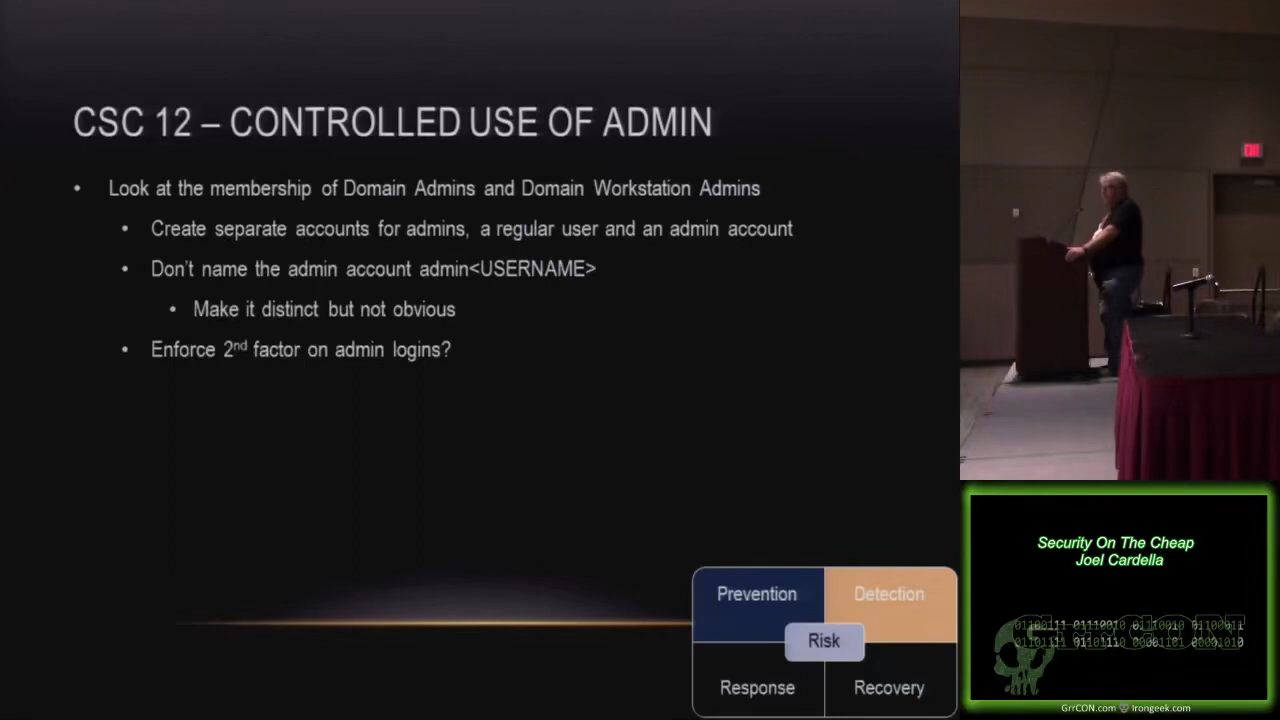 CSC 12 – CONTROLLED USE OF ADMIN
• Look at the membership of Domain Admins and Domain Workstation Admins
• Create separate accounts for admins, a regular user and an admin account
• Don't name the admin account admin<USERNAME>
• Make it distinct but not obvious
• Enforce 2nd factor on admin logins?
Prevention
Detection
Risk
Response
Recovery
Security On The Cheap
Joel Cardella
GrrCON
GrrCON.com Irongeek.com